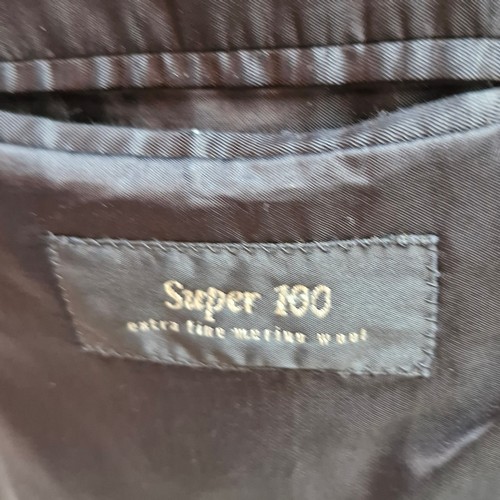 Super 100
extra fine merino wool